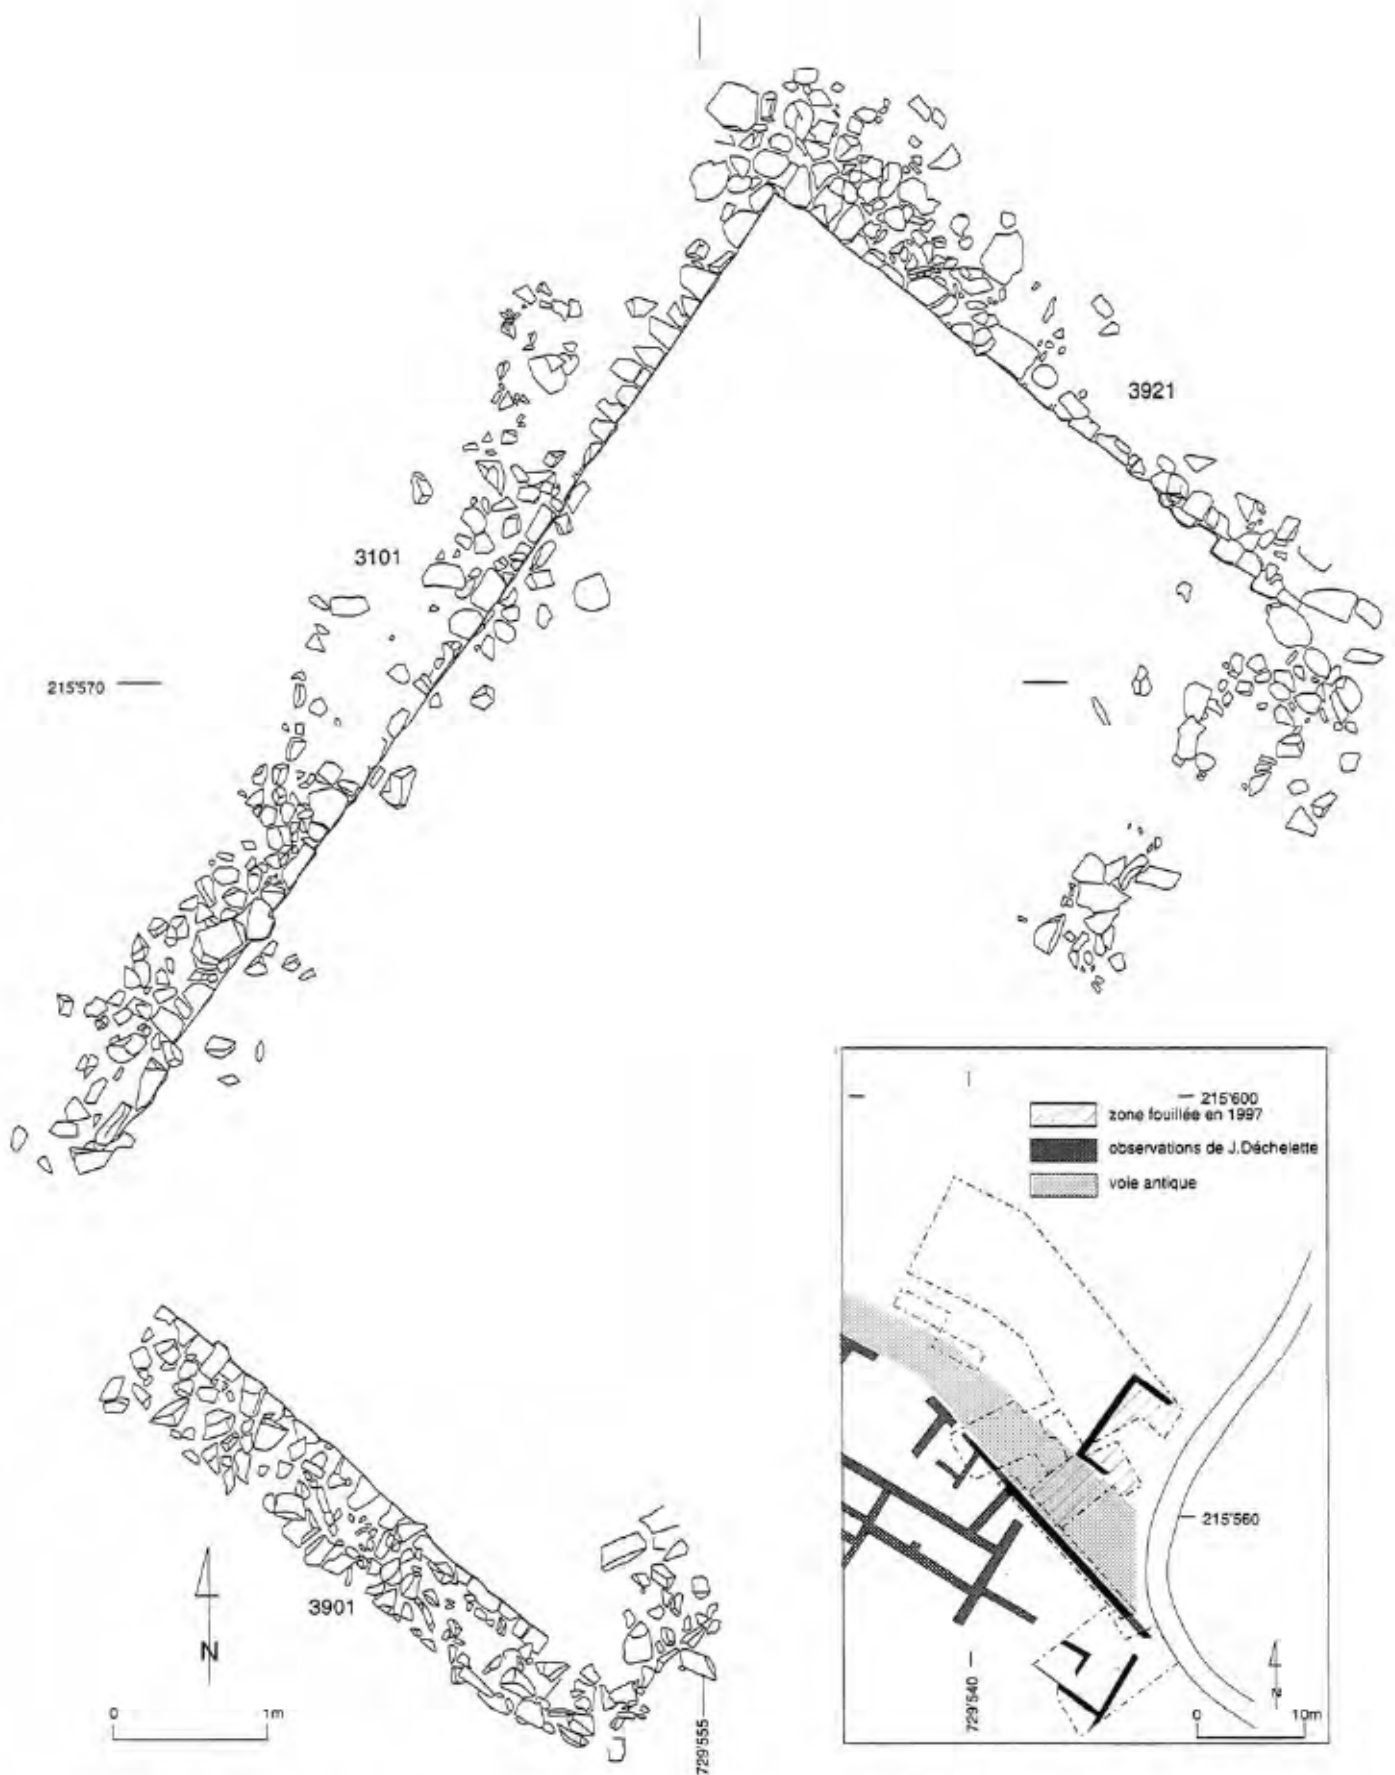 3921
3101
215'570
215'600
zone fouillée en 1997
observations de J.Déchelette
voie antique
215'560
3901
N
0 1m
729'555
729'540
N
0 10m